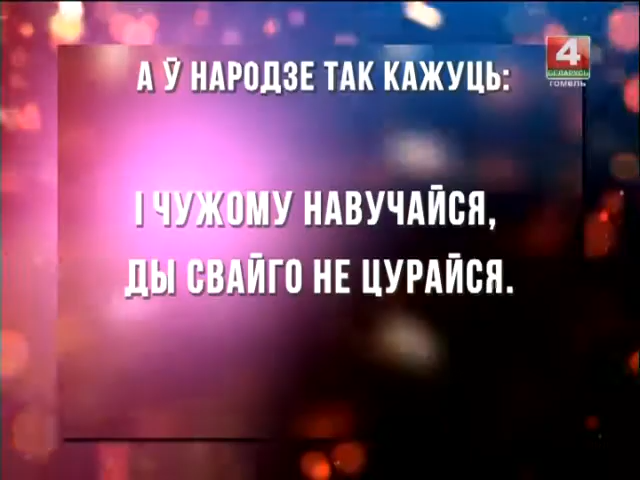 А Ў НАРОДЗЕ ТАК КАЖУЦЬ:
4
БЕЛАРУСЬ
ГОМЕЛЬ
І ЧУЖОМУ НАВУЧАЙСЯ,
ДЫ СВАЙГО НЕ ЦУРАЙСЯ.